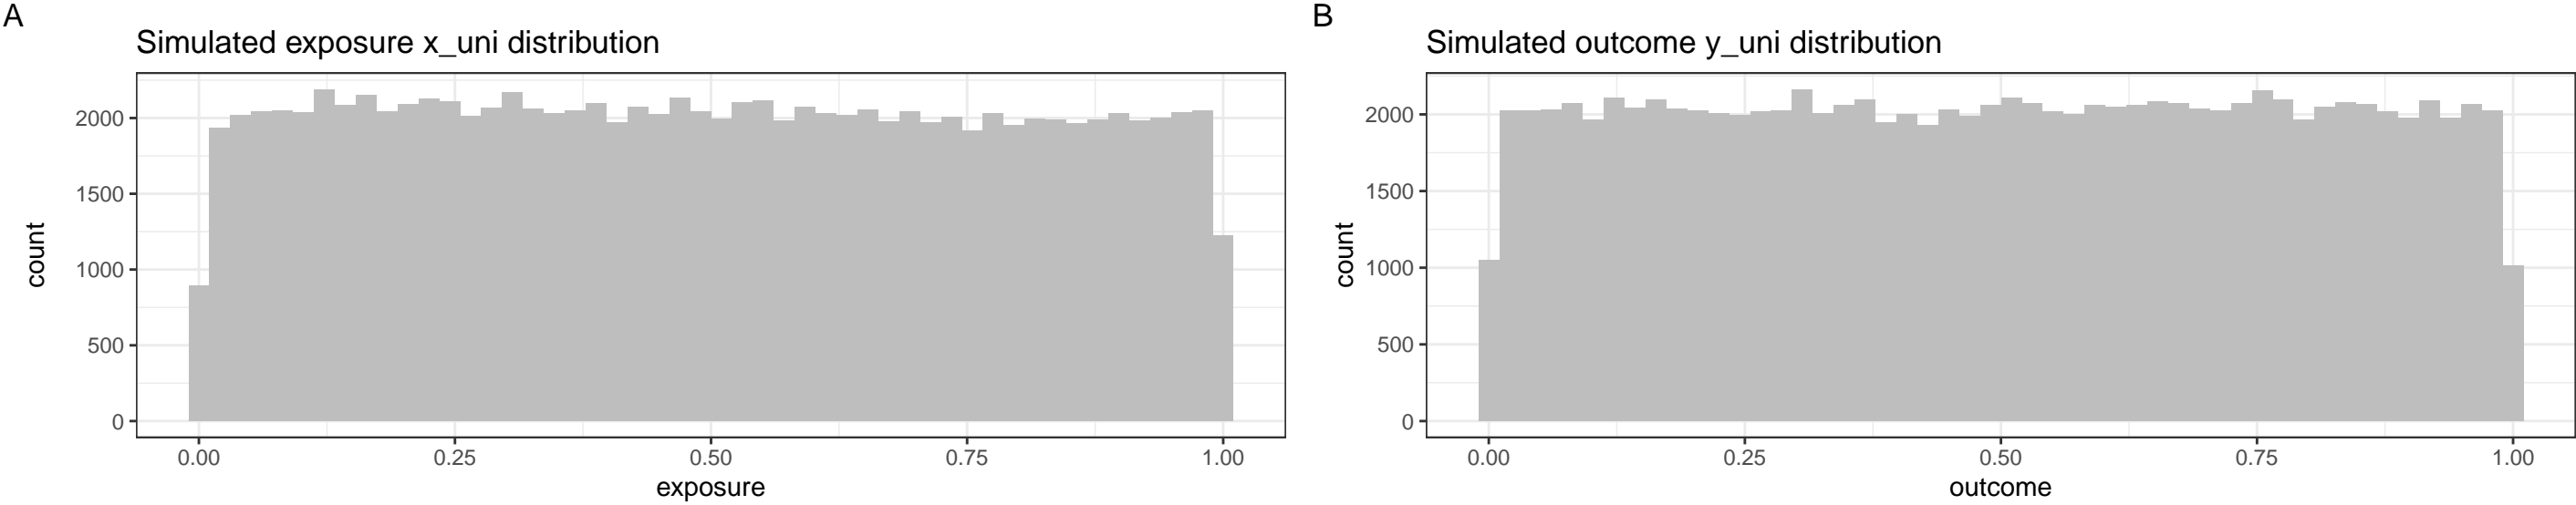 A
Simulated exposure x_uni distribution
2000
1500
1000
500
0
count
0.00 0.25 0.50 0.75 1.00
exposure
B
Simulated outcome y_uni distribution
2000
1500
1000
500
0
count
0.00 0.25 0.50 0.75 1.00
outcome